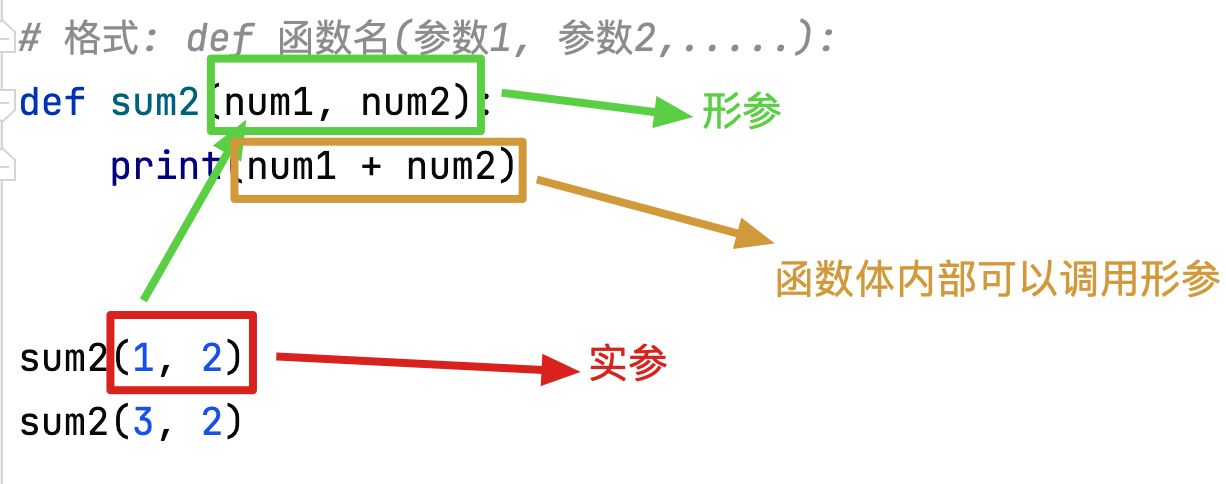 # 格式: def 函数名(参数1, 参数2,.....):
def sum2(num1, num2):
形参
print(num1 + num2)
函数体内部可以调用形参
sum2(1, 2)
实参
sum2(3, 2)